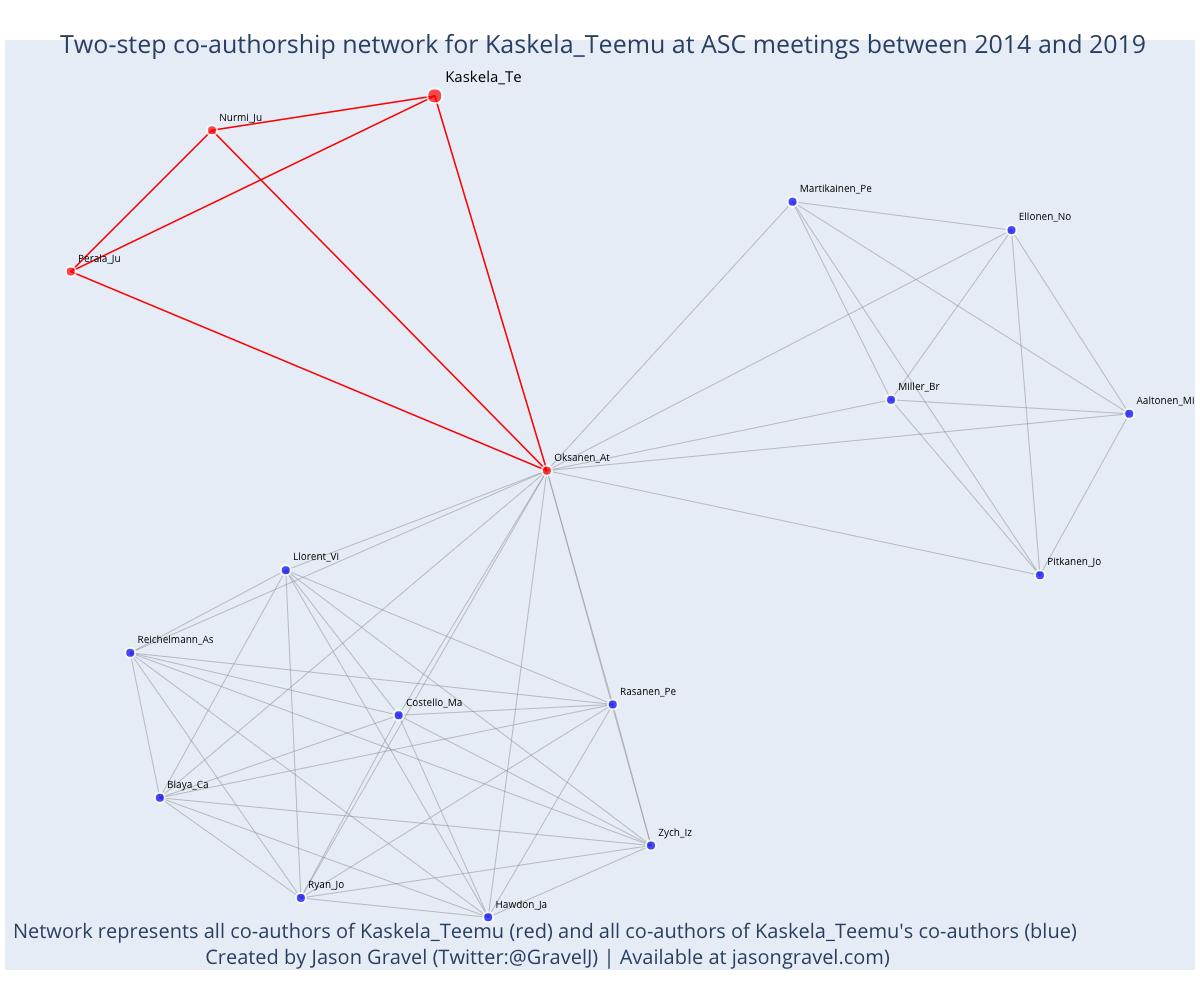 Two-step co-authorship network for Kaskela_Teemu at ASC meetings between 2014 and 2019
Kaskela_Te
Nurmi_Ju
Martikainen_Pe
Ellonen_No
Perala_Ju
Miller_Br
Aaltonen_Mi
Oksanen_At
Llorent_Vi
Pitkanen_Jo
Reichelmann_As
Rasanen_Pe
Costello_Ma
Blaya_Ca
Zych_Iz
Ryan_Jo
Hawdon_Ja
Network represents all co-authors of Kaskela_Teemu (red) and all co-authors of Kaskela_Teemu's co-authors (blue)
Created by Jason Gravel (Twitter:@GravelJ) | Available at jasongravel.com)